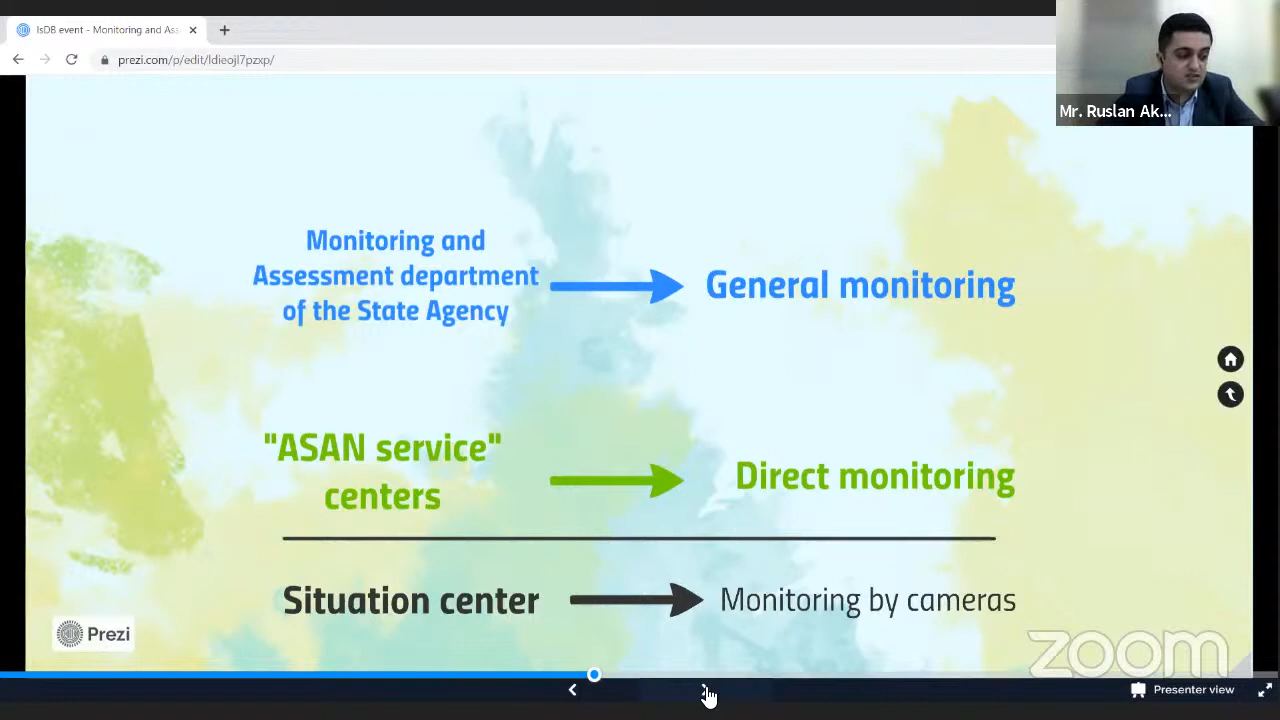 IsDB event - Monitoring and Ass
prezi.com/p/edit/ldieojl7pzxp/
Mr. Ruslan Ak...
Monitoring and
Assessment department
of the State Agency
General monitoring
"ASAN service"
centers
Direct monitoring
Situation center
Monitoring by cameras
Prezi
zoom
Presenter view